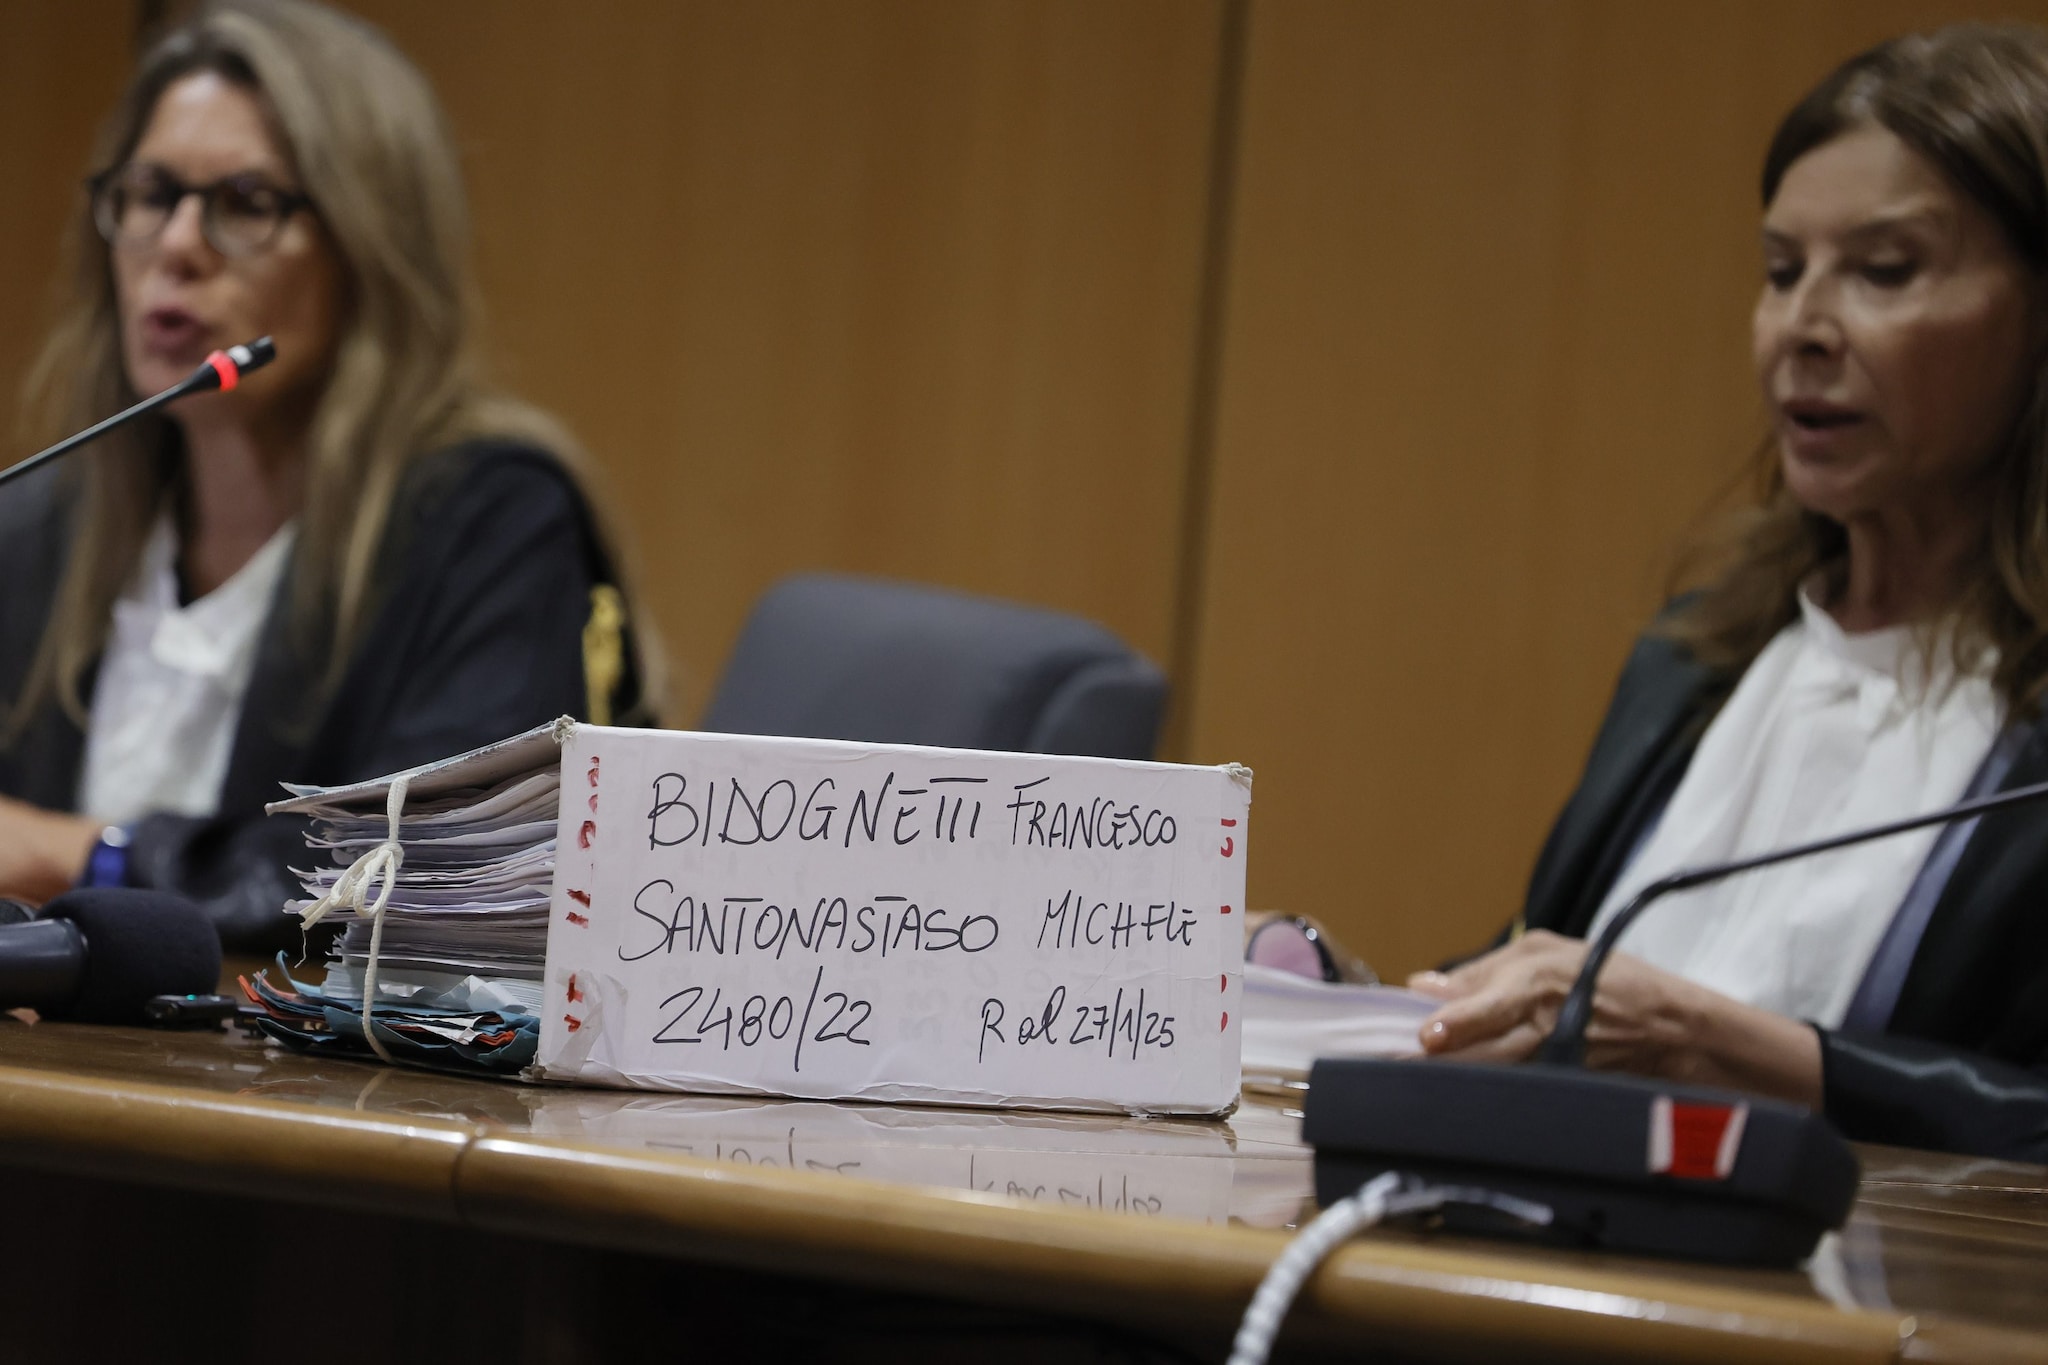 BIDOGNETTI FRANCESCO
SANTONASTASO MICHELE
2480/22 R al 27/1/25